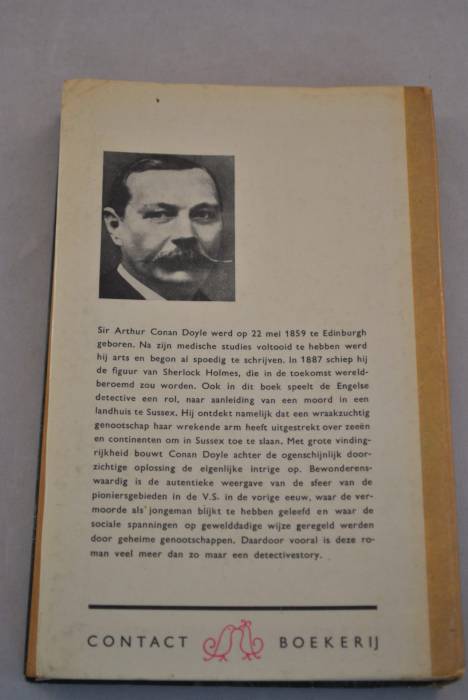 Sir Arthur Conan Doyle werd op 22 mei 1859 te Edinburgh
geboren. Na zijn medische studies voltooid te hebben werd
hij arts en begon al spoedig te schrijven. In 1887 schiep hij
de figuur van Sherlock Holmes, die in de toekomst wereld-
beroemd zou worden. Ook in dit boek speelt de Engelse
detective een rol, naar aanleiding van een moord in een
landhuis te Sussex. Hij ontdekt namelijk dat een wraakzuchtig
genootschap haar wrekende arm heeft uitgestrekt over zeeën
en continenten om in Sussex toe te slaan. Met grote vinding-
rijkheid bouwt Conan Doyle achter de ogenschijnlijk door-
zichtige oplossing de eigenlijke intrige op. Bewonderens-
waardig is de autentieke weergave van de sfeer van de
pioniersgebieden in de V.S. in de vorige eeuw, waar de ver-
moorde als jongeman blijkt te hebben geleefd en waar de
sociale spanningen op gewelddadige wijze geregeld werden
door geheime genootschappen. Daardoor vooral is deze ro-
man veel meer dan zo maar een detectivestory.
CONTACT BOEKERIJ